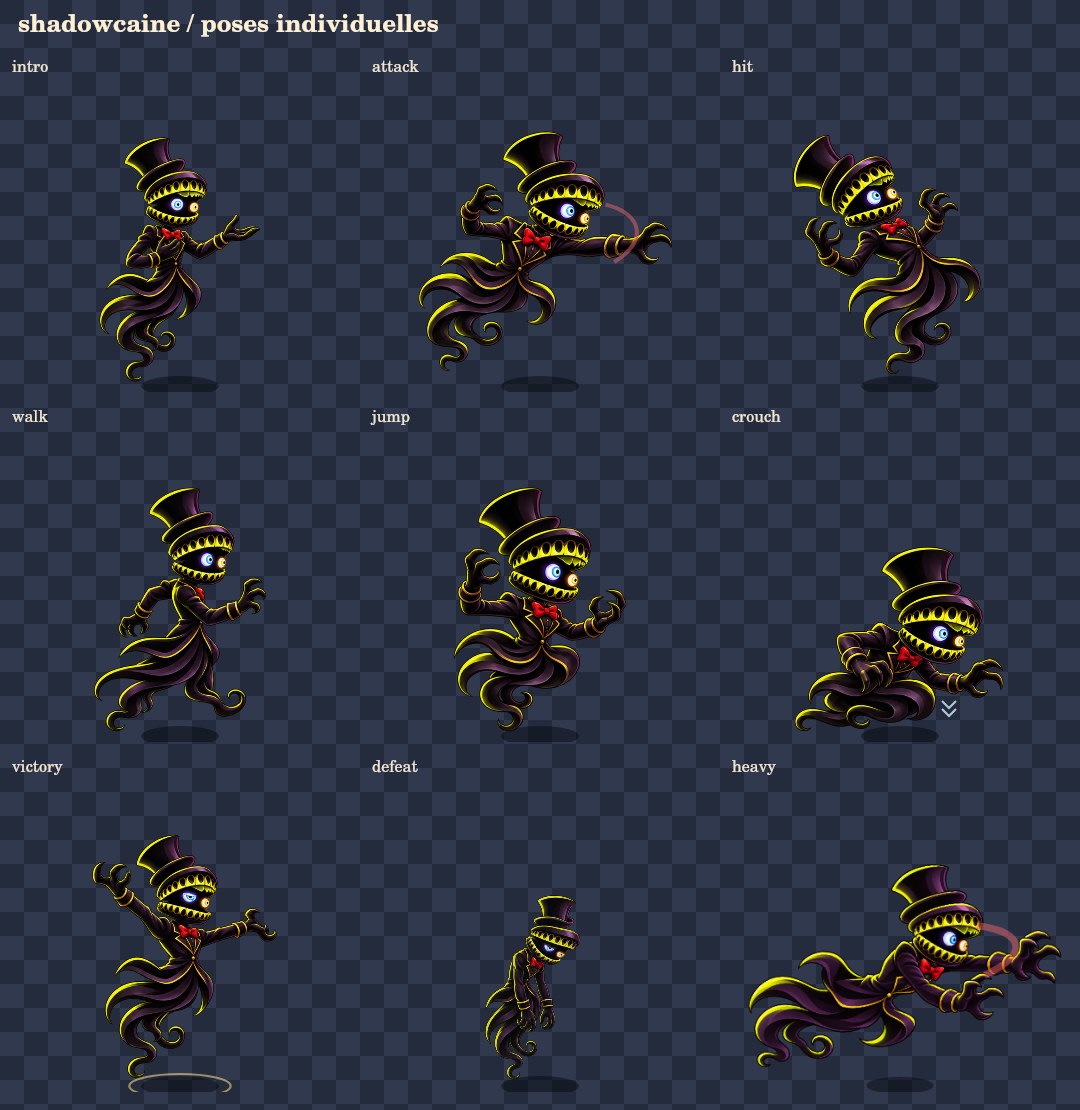 shadowcaine / poses individuelles
intro
attack
hit
walk
jump
crouch
victory
defeat
heavy